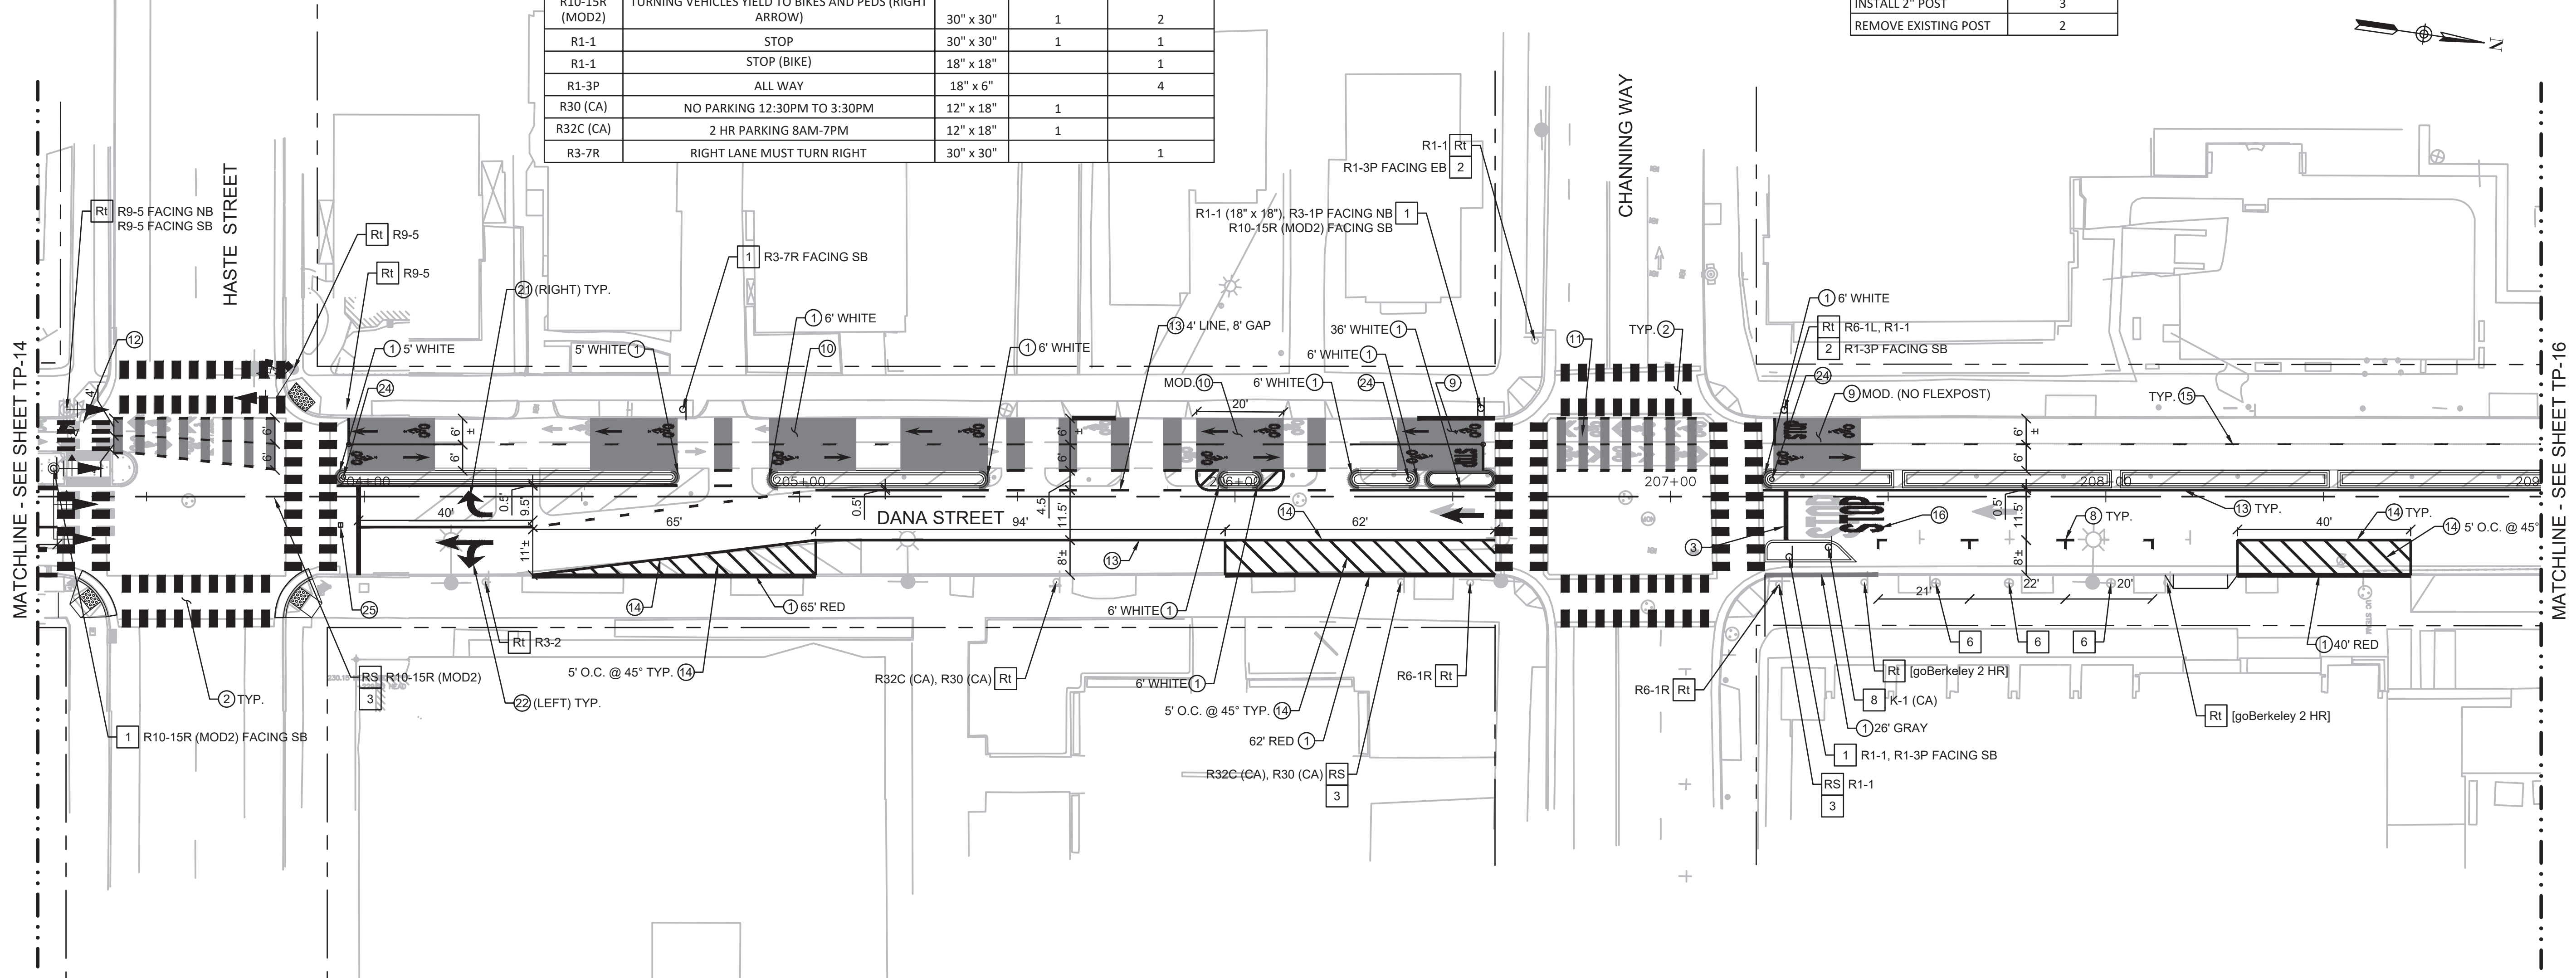 R10-15R (MOD2) TURNING VEHICLES YIELD TO BIKES AND PEDS (RIGHT ARROW) 30" x 30" 1 2
R1-1 STOP 30" x 30" 1 1
R1-1 STOP (BIKE) 18" x 18" 1
R1-3P ALL WAY 18" x 6" 4
R30 (CA) NO PARKING 12:30PM TO 3:30PM 12" x 18" 1
R32C (CA) 2 HR PARKING 8AM-7PM 12" x 18" 1
R3-7R RIGHT LANE MUST TURN RIGHT 30" x 30" 1
INSTALL 2" POST 3
REMOVE EXISTING POST 2
N
MATCHLINE - SEE SHEET TP-14
HASTE STREET
CHANNING WAY
MATCHLINE - SEE SHEET TP-16
R1-1 Rt
R1-3P FACING EB 2
Rt R9-5 FACING NB
R9-5 FACING SB
R1-1 (18" x 18"), R3-1P FACING NB 1
R10-15R (MOD2) FACING SB
Rt R9-5
1 R3-7R FACING SB
Rt R9-5
21 (RIGHT) TYP.
1 6' WHITE
Rt R6-1L, R1-1
2 R1-3P FACING SB
1 6' WHITE
13 4' LINE, 8' GAP
36' WHITE 1
11
TYP. 2
12
1 5' WHITE
5' WHITE 1
10
1 6' WHITE
6' WHITE 1
24
24
MOD. 10
6' WHITE 1
24
9
9 MOD. (NO FLEXPOST)
TYP. 15
4'
20'
6'
6'
6' ±
6'
6' ±
6'
6' ±
6'
STOP
STOP
204+00
205+00
206+00
207+00
208+00
209
40'
0.5'
9.5'
65'
0.5'
DANA STREET
94'
4.5
11.5'
14
62'
STOP
STOP
16
0.5'
11.5'
8 TYP.
13 TYP.
40'
14 TYP.
14 5' O.C. @ 45°
11'±
8'±
13
3
8'±
25
14
1 65' RED
6' WHITE 1
21'
22'
20'
6
6
6
1 40' RED
Rt R3-2
RS R10-15R (MOD2)
3
5' O.C. @ 45° TYP. 14
R32C (CA), R30 (CA) Rt
6' WHITE 1
R6-1R Rt
R6-1R Rt
Rt [goBerkeley 2 HR]
8 K-1 (CA)
Rt [goBerkeley 2 HR]
2 TYP.
22 (LEFT) TYP.
5' O.C. @ 45° TYP. 14
1 26' GRAY
1 R10-15R (MOD2) FACING SB
62' RED 1
1 R1-1, R1-3P FACING SB
R32C (CA), R30 (CA) RS
3
RS R1-1
3